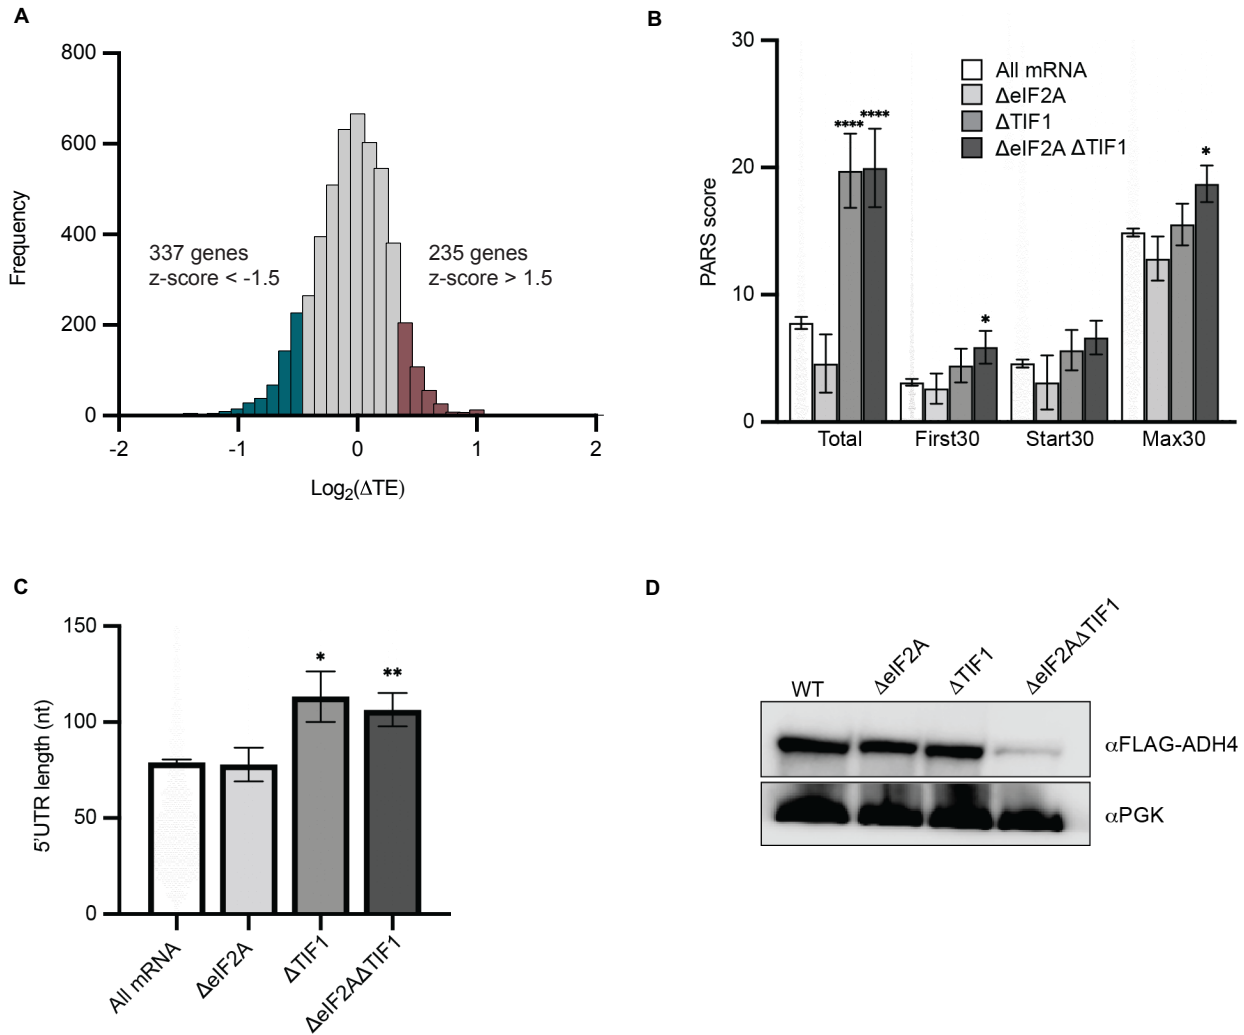 A
800
600
400
200
0
Frequency
337 genes
z-score < -1.5
235 genes
z-score > 1.5
-2
-1
0
1
2
Log2(ΔTE)
B
30
20
10
0
PARS score
All mRNA
ΔeIF2A
ΔTIF1
ΔeIF2A ΔTIF1
**** ****
*
*
Total
First30
Start30
Max30
C
150
100
50
0
5'UTR length (nt)
*
**
All mRNA
ΔeIF2A
ΔTIF1
ΔeIF2AΔTIF1
D
WT
ΔeIF2A
ΔTIF1
ΔeIF2AΔTIF1
αFLAG-ADH4
αPGK